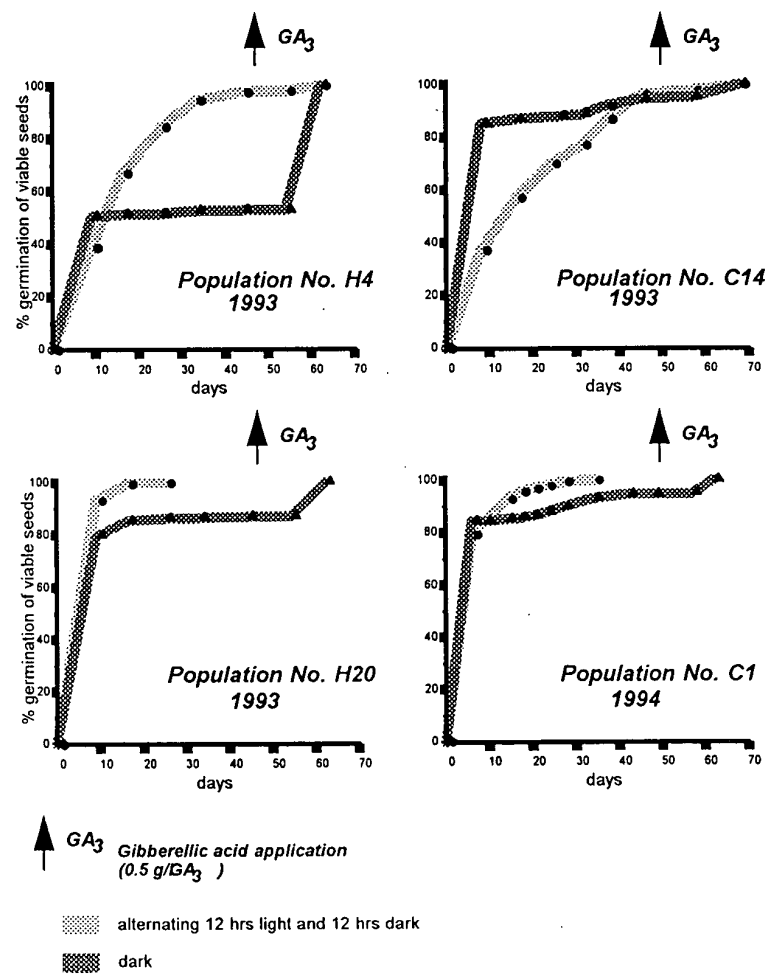 GA3
GA3
% germination of viable seeds
100
80
60
40
20
0
0 10 20 30 40 50 60 70
days
Population No. H4
1993
100
80
60
40
20
0
0 10 20 30 40 50 60 70
days
Population No. C14
1993
GA3
GA3
% germination of viable seeds
100
80
60
40
20
0
0 10 20 30 40 50 60 70
days
Population No. H20
1993
100
80
60
40
20
0
0 10 20 30 40 50 60 70
days
Population No. C1
1994
GA3 Gibberellic acid application
(0.5 g/lGA3 )
alternating 12 hrs light and 12 hrs dark
dark